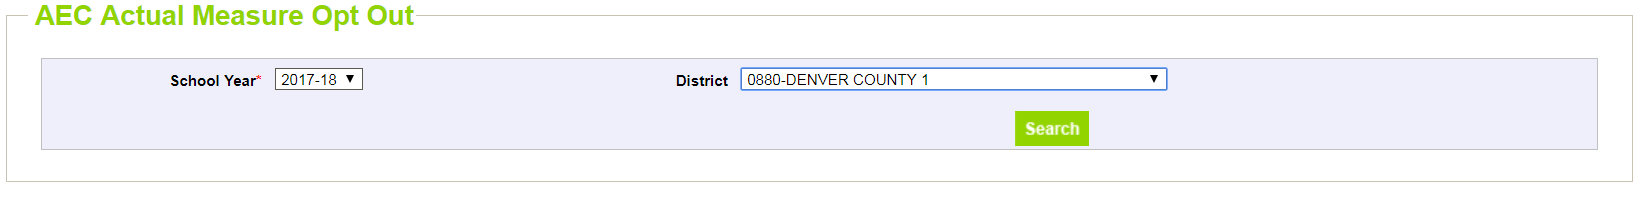 AEC Actual Measure Opt Out
School Year* 2017-18 District 0880-DENVER COUNTY 1
Search